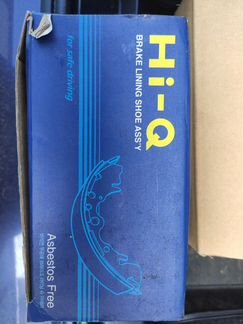 Hi-Q
BRAKE LINING SHOE ASS'Y
for safe driving
Asbestos Free